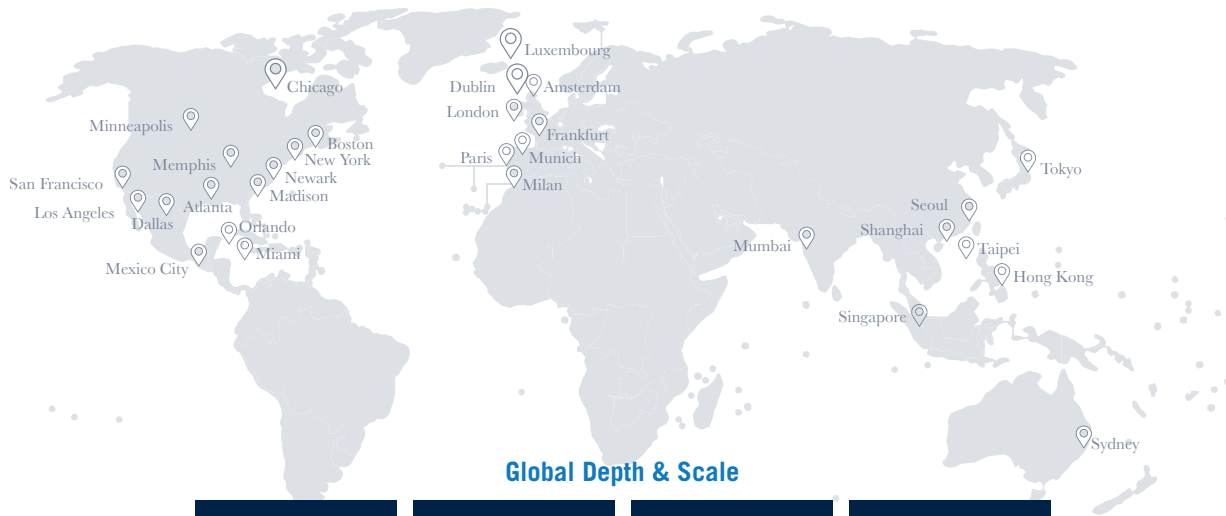 Luxembourg
Chicago
Dublin
Amsterdam
London
Minneapolis
Frankfurt
Boston
New York
Memphis
Paris
Munich
Tokyo
Newark
San Francisco
Milan
Madison
Los Angeles
Atlanta
Seoul
Dallas
Orlando
Shanghai
Mumbai
Taipei
Miami
Mexico City
Hong Kong
Singapore
Sydney
Global Depth & Scale